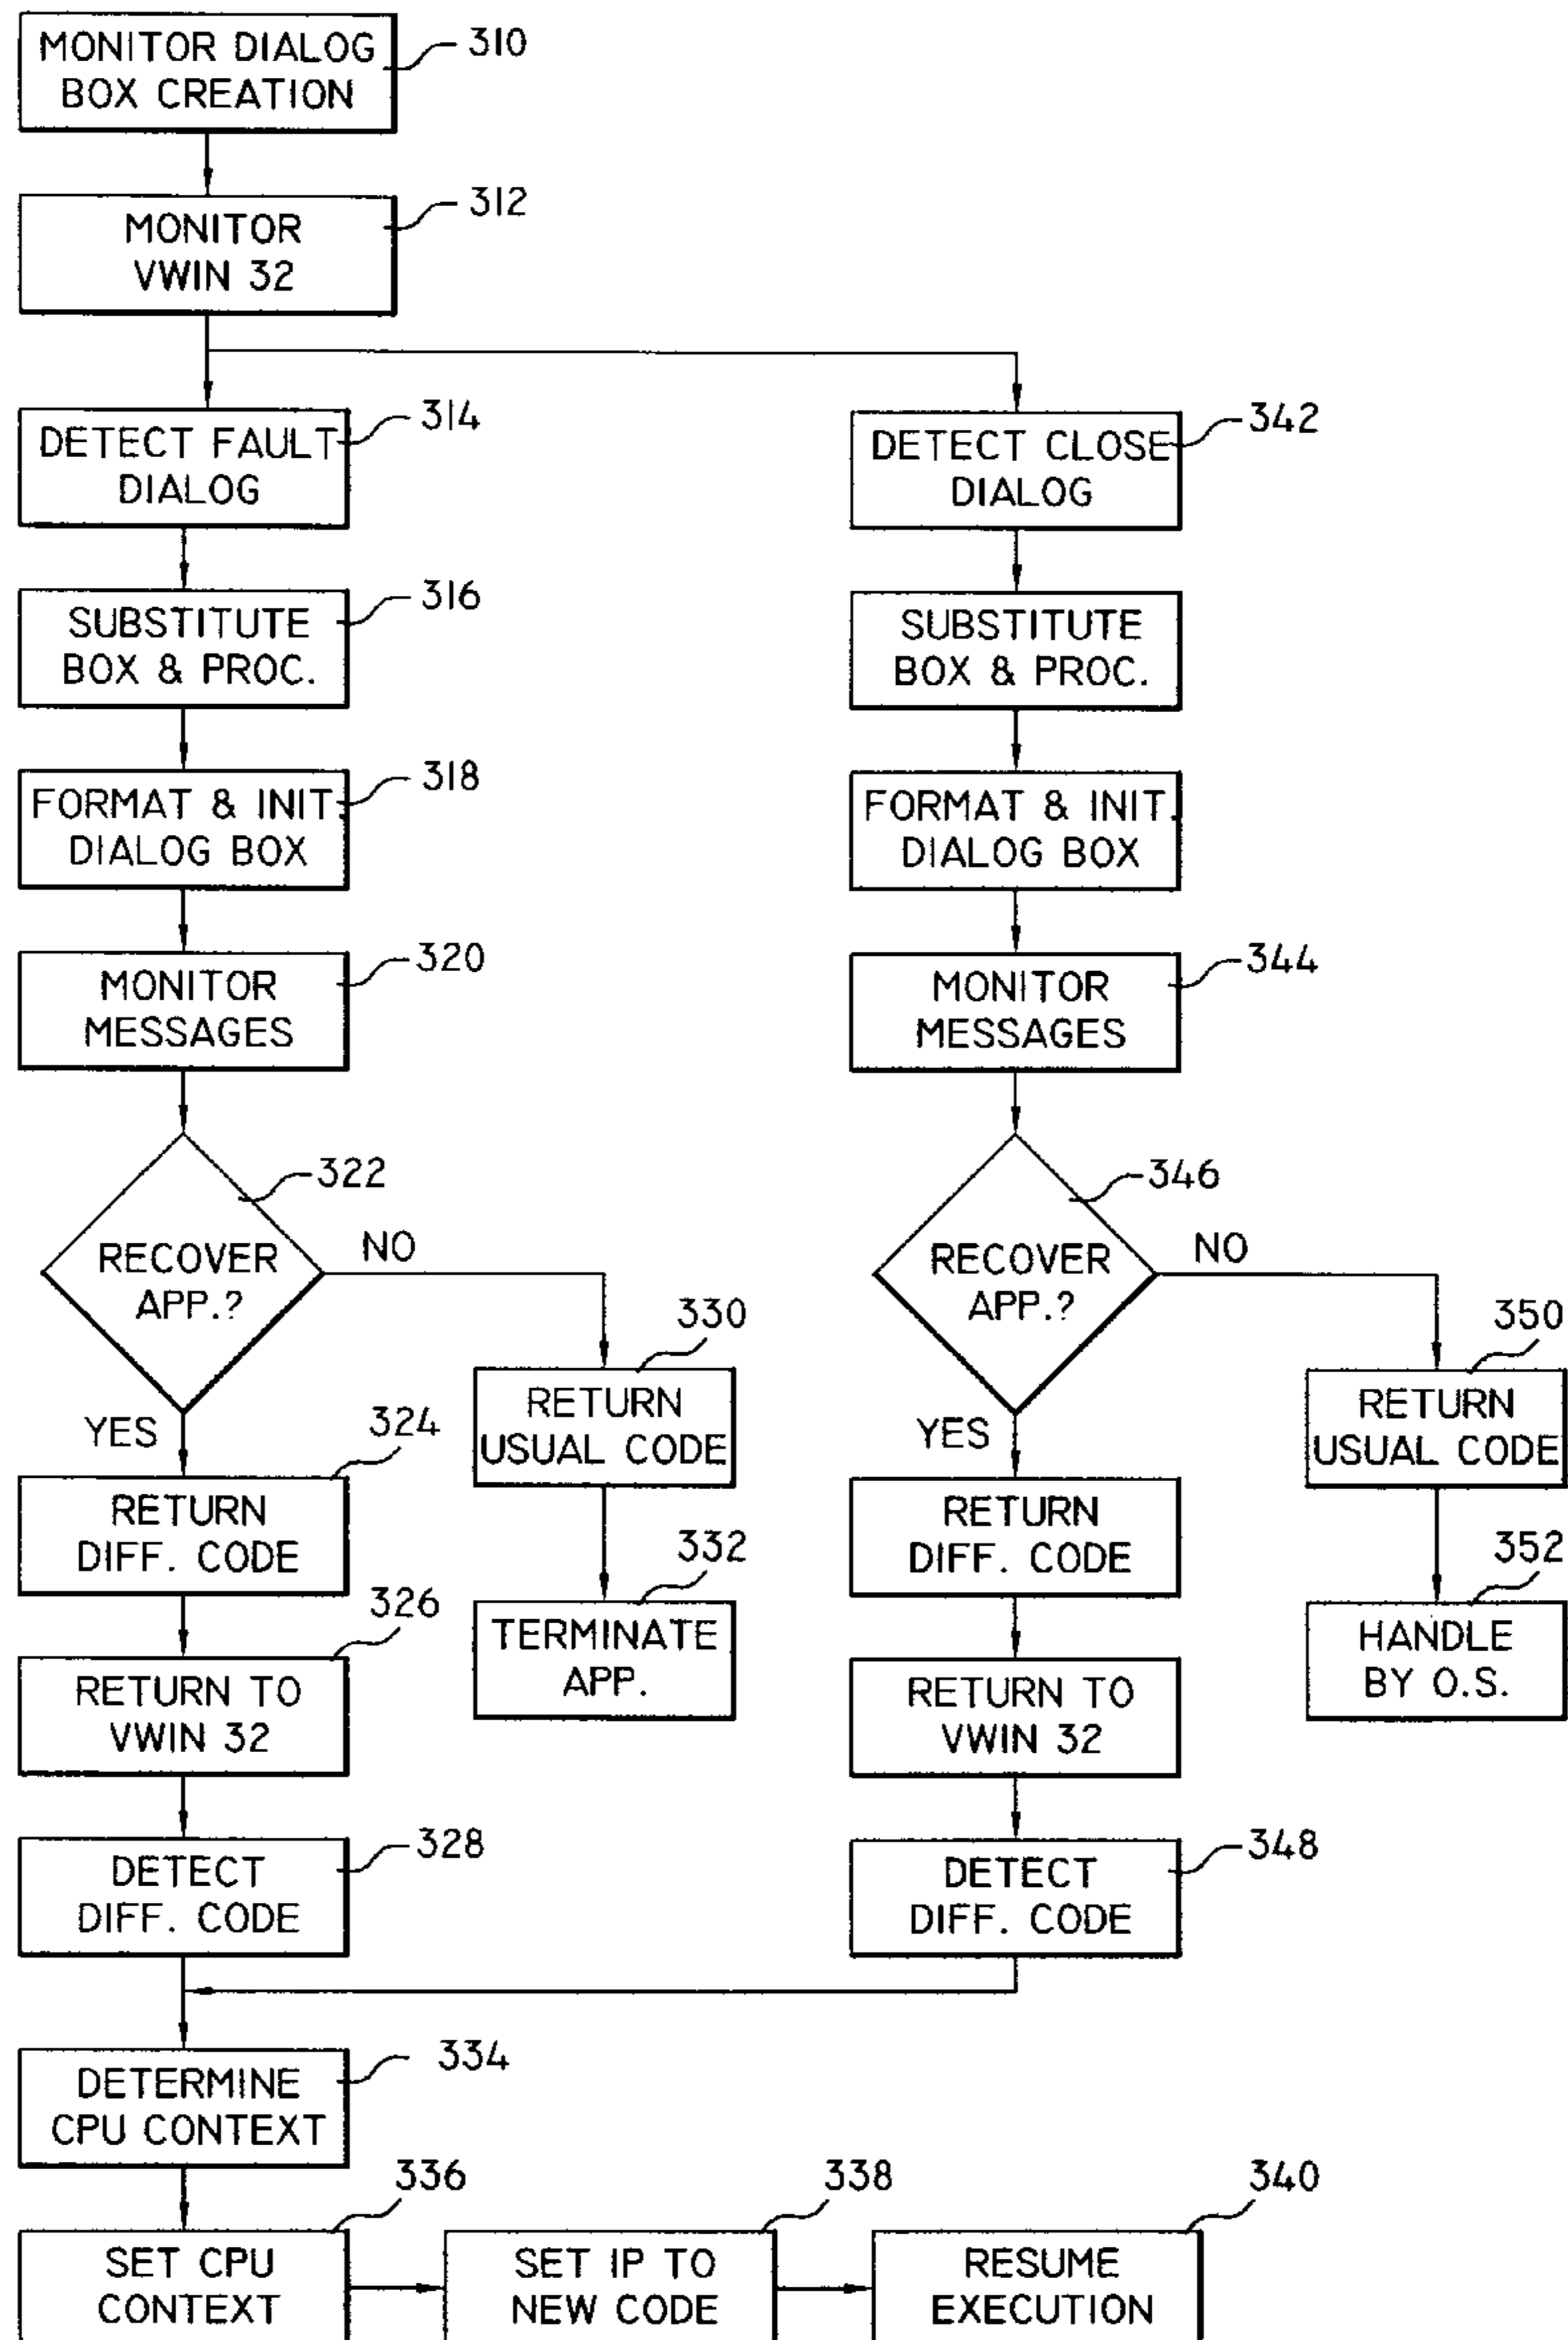 MONITOR DIALOG
BOX CREATION
310
MONITOR
VWIN 32
312
DETECT FAULT
DIALOG
314
SUBSTITUTE
BOX & PROC.
316
FORMAT & INIT.
DIALOG BOX
318
MONITOR
MESSAGES
320
RECOVER
APP.?
322
NO
YES
330
RETURN
USUAL CODE
332
TERMINATE
APP.
324
RETURN
DIFF. CODE
326
RETURN TO
VWIN 32
DETECT
DIFF. CODE
328
DETECT CLOSE
DIALOG
342
SUBSTITUTE
BOX & PROC.
FORMAT & INIT.
DIALOG BOX
MONITOR
MESSAGES
344
RECOVER
APP.?
346
NO
YES
350
RETURN
USUAL CODE
352
HANDLE
BY O.S.
RETURN
DIFF. CODE
RETURN TO
VWIN 32
DETECT
DIFF. CODE
348
DETERMINE
CPU CONTEXT
334
336
SET CPU
CONTEXT
338
SET IP TO
NEW CODE
340
RESUME
EXECUTION